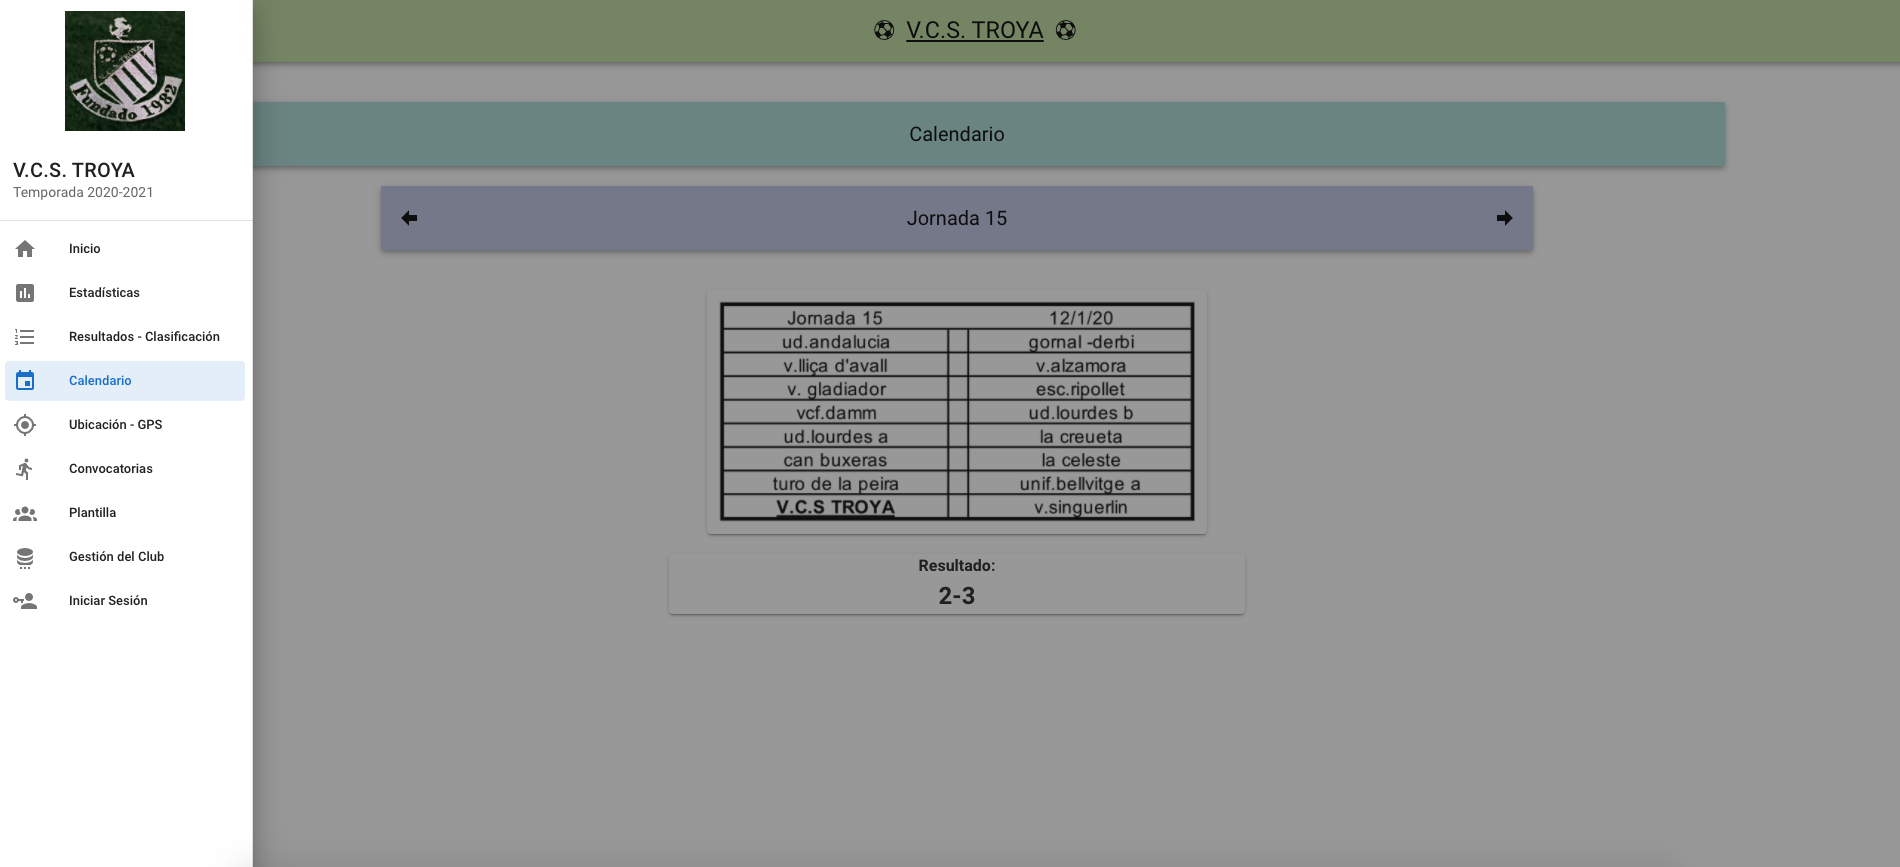 Fundado 1982
V.C.S. TROYA
Temporada 2020-2021
Inicio
Estadísticas
Resultados - Clasificación
Calendario
Ubicación - GPS
Convocatorias
Plantilla
Gestión del Club
Iniciar Sesión
V.C.S. TROYA
Calendario
Jornada 15
Jornada 15 12/1/20
ud.andalucia gornal -derbi
v.lliça d'avall v.alzamora
v. gladiador esc.ripollet
vcf.damm ud.lourdes b
ud.lourdes a la creueta
can buxeras la celeste
turo de la peira unif.bellvitge a
V.C.S TROYA v.singuerlin
Resultado:
2-3